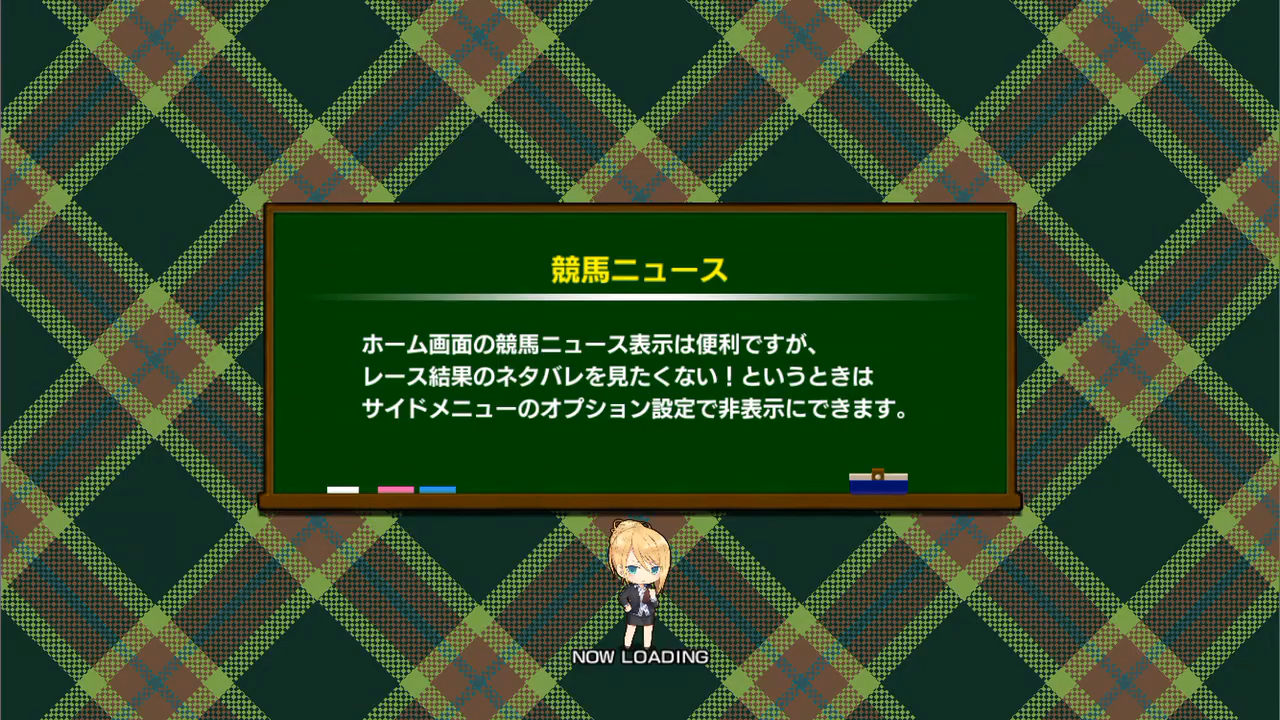 競馬ニュース
ホーム画面の競馬ニュース表示は便利ですが、
レース結果のネタバレを見たくない！というときは
サイドメニューのオプション設定で非表示にできます。
NOW LOADING